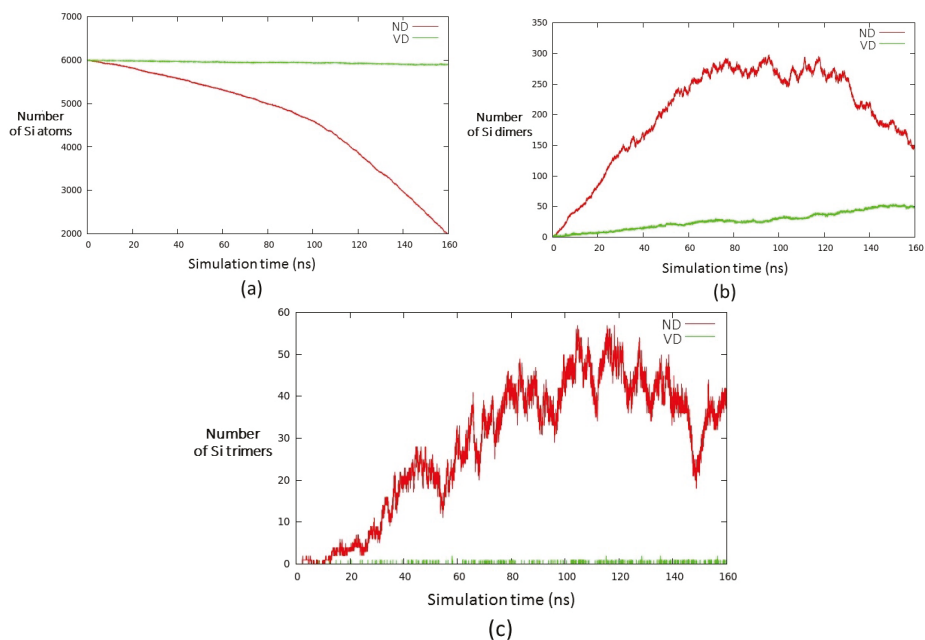 7000
6000
5000
4000
3000
2000
Number
of Si atoms
ND
VD
0 20 40 60 80 100 120 140 160
Simulation time (ns)
(a)
350
300
250
200
150
100
50
0
Number
of Si dimers
ND
VD
0 20 40 60 80 100 120 140 160
Simulation time (ns)
(b)
60
50
40
30
20
10
0
Number
of Si trimers
ND
VD
0 20 40 60 80 100 120 140 160
Simulation time (ns)
(c)